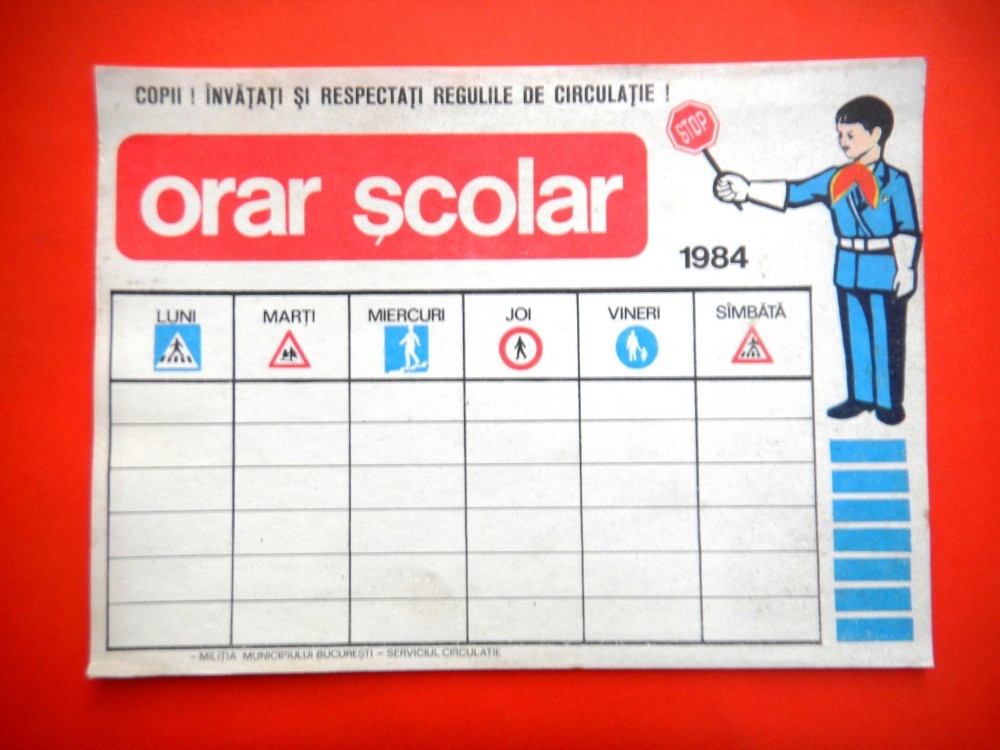 COPII ! ÎNVĂȚAȚI ȘI RESPECTAȚI REGULILE DE CIRCULAȚIE !
STOP
orar școlar
1984
LUNI MARȚI MIERCURI JOI VINERI SÎMBĂTĂ
– MILIȚIA MUNICIPIULUI BUCUREȘTI – SERVICIUL CIRCULAȚIE